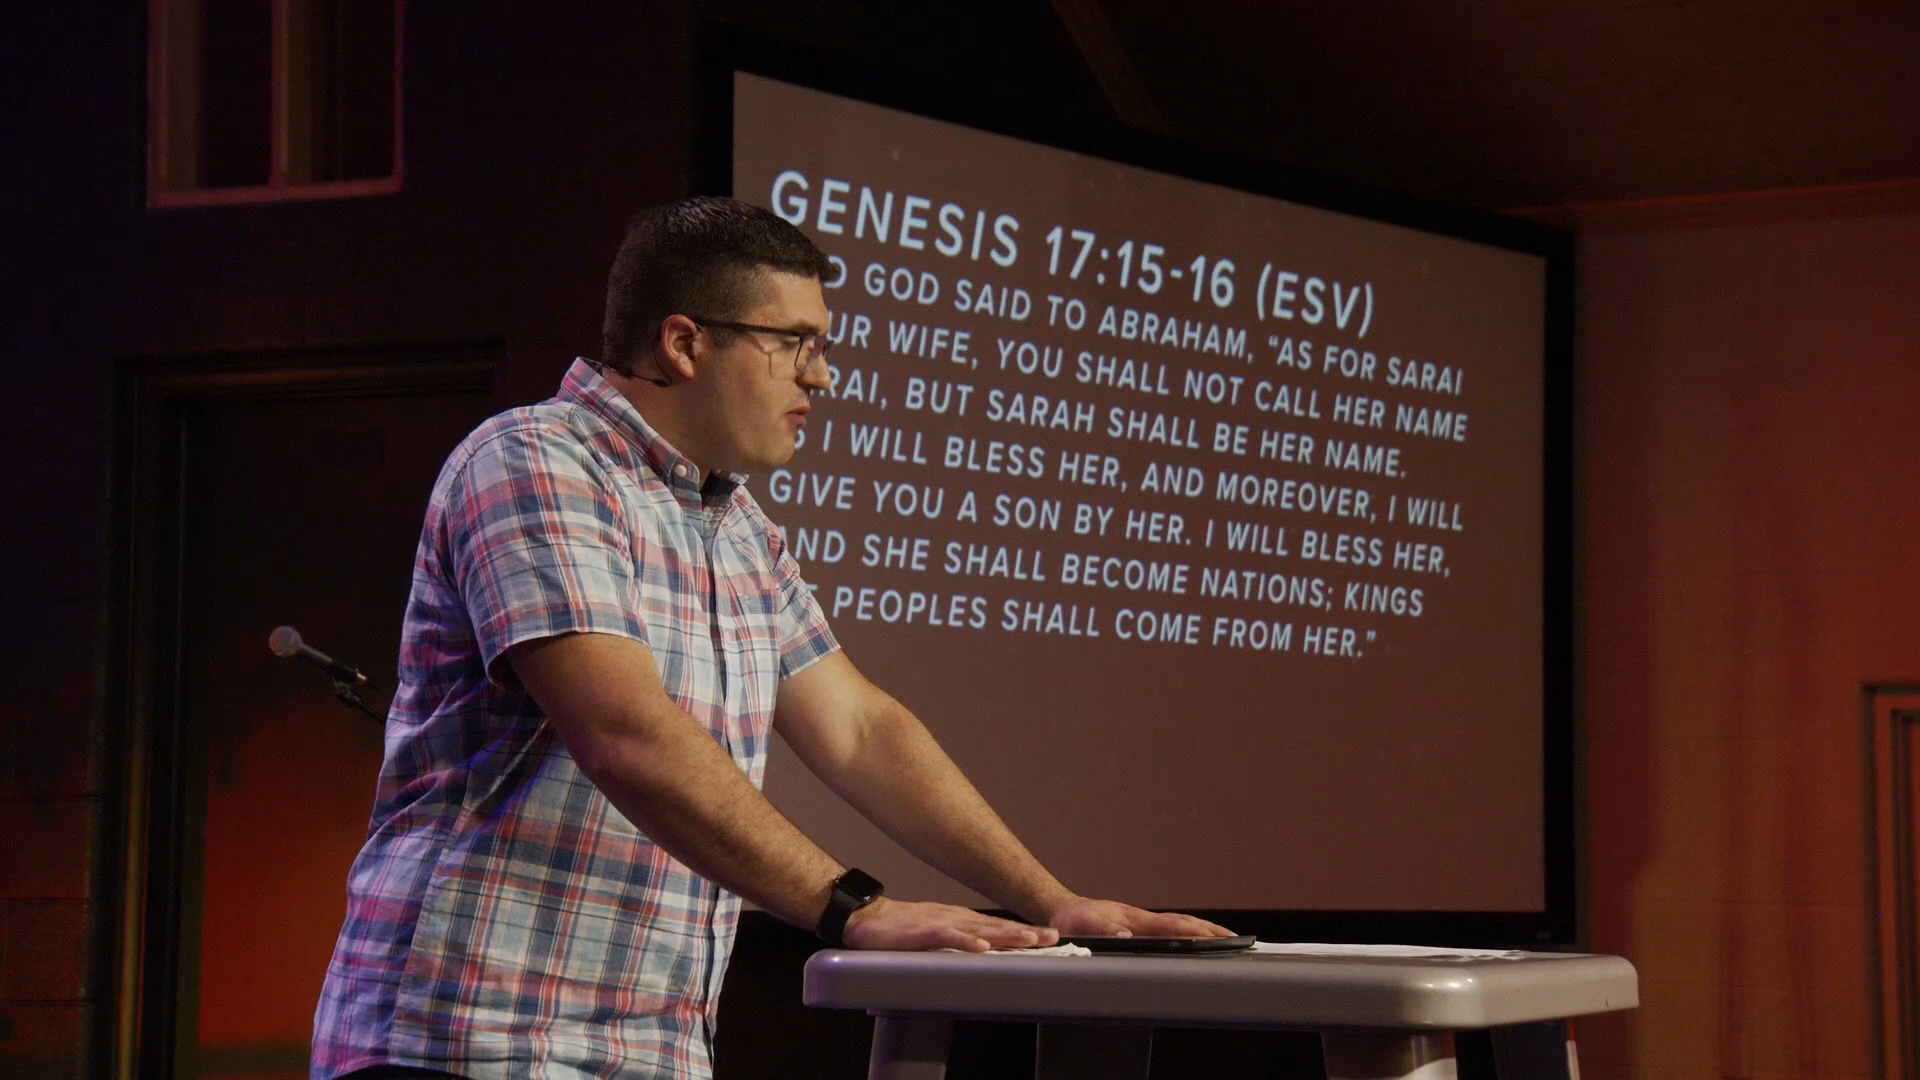 GENESIS 17:15-16 (ESV)
GOD SAID TO ABRAHAM, “AS FOR SARAI
WIFE, YOU SHALL NOT CALL HER NAME
BUT SARAH SHALL BE HER NAME.
I WILL BLESS HER, AND MOREOVER, I WILL
GIVE YOU A SON BY HER. I WILL BLESS HER,
AND SHE SHALL BECOME NATIONS; KINGS
PEOPLES SHALL COME FROM HER.”